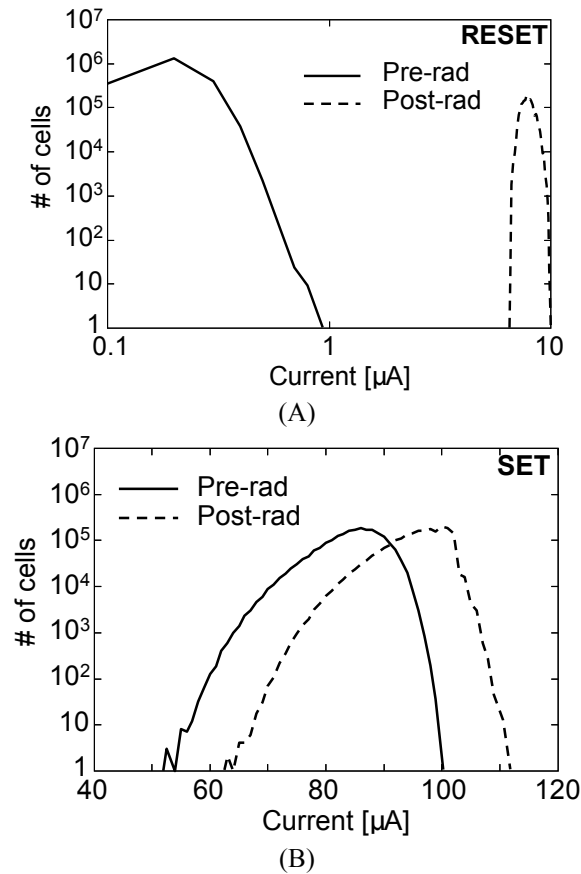 10⁷
RESET
10⁶
Pre-rad
10⁵
Post-rad
10⁴
10³
10²
10
1
# of cells
0.1 1 10
Current [µA]
(A)
10⁷
SET
10⁶
Pre-rad
10⁵
Post-rad
10⁴
10³
10²
10
1
# of cells
40 60 80 100 120
Current [µA]
(B)